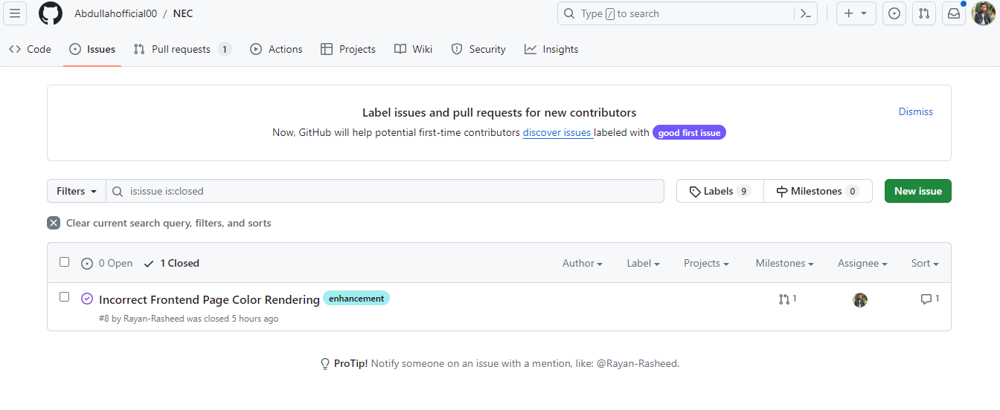 Abdullahofficial00 / NEC
Type / to search
Code
Issues
Pull requests 1
Actions
Projects
Wiki
Security
Insights
Label issues and pull requests for new contributors
Dismiss
Now, GitHub will help potential first-time contributors discover issues labeled with good first issue
Filters
is:issue is:closed
Labels 9
Milestones 0
New issue
Clear current search query, filters, and sorts
0 Open
1 Closed
Author
Label
Projects
Milestones
Assignee
Sort
Incorrect Frontend Page Color Rendering enhancement
1
1
#8 by Rayan-Rasheed was closed 5 hours ago
ProTip! Notify someone on an issue with a mention, like: @Rayan-Rasheed.